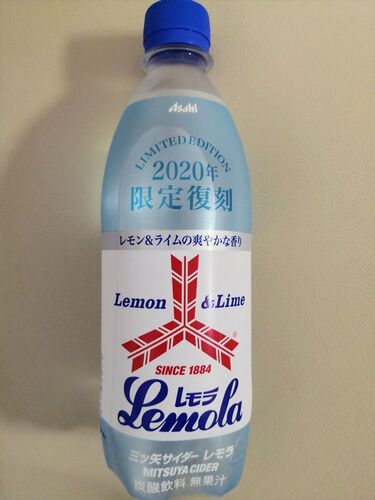 Asahi
LIMITED EDITION
2020年
限定復刻
レモン&ライムの爽やかな香り
Lemon & Lime
®
SINCE 1884
レモラ
Lemola
三ツ矢サイダー レモラ
MITSUYA CIDER
炭酸飲料 無果汁